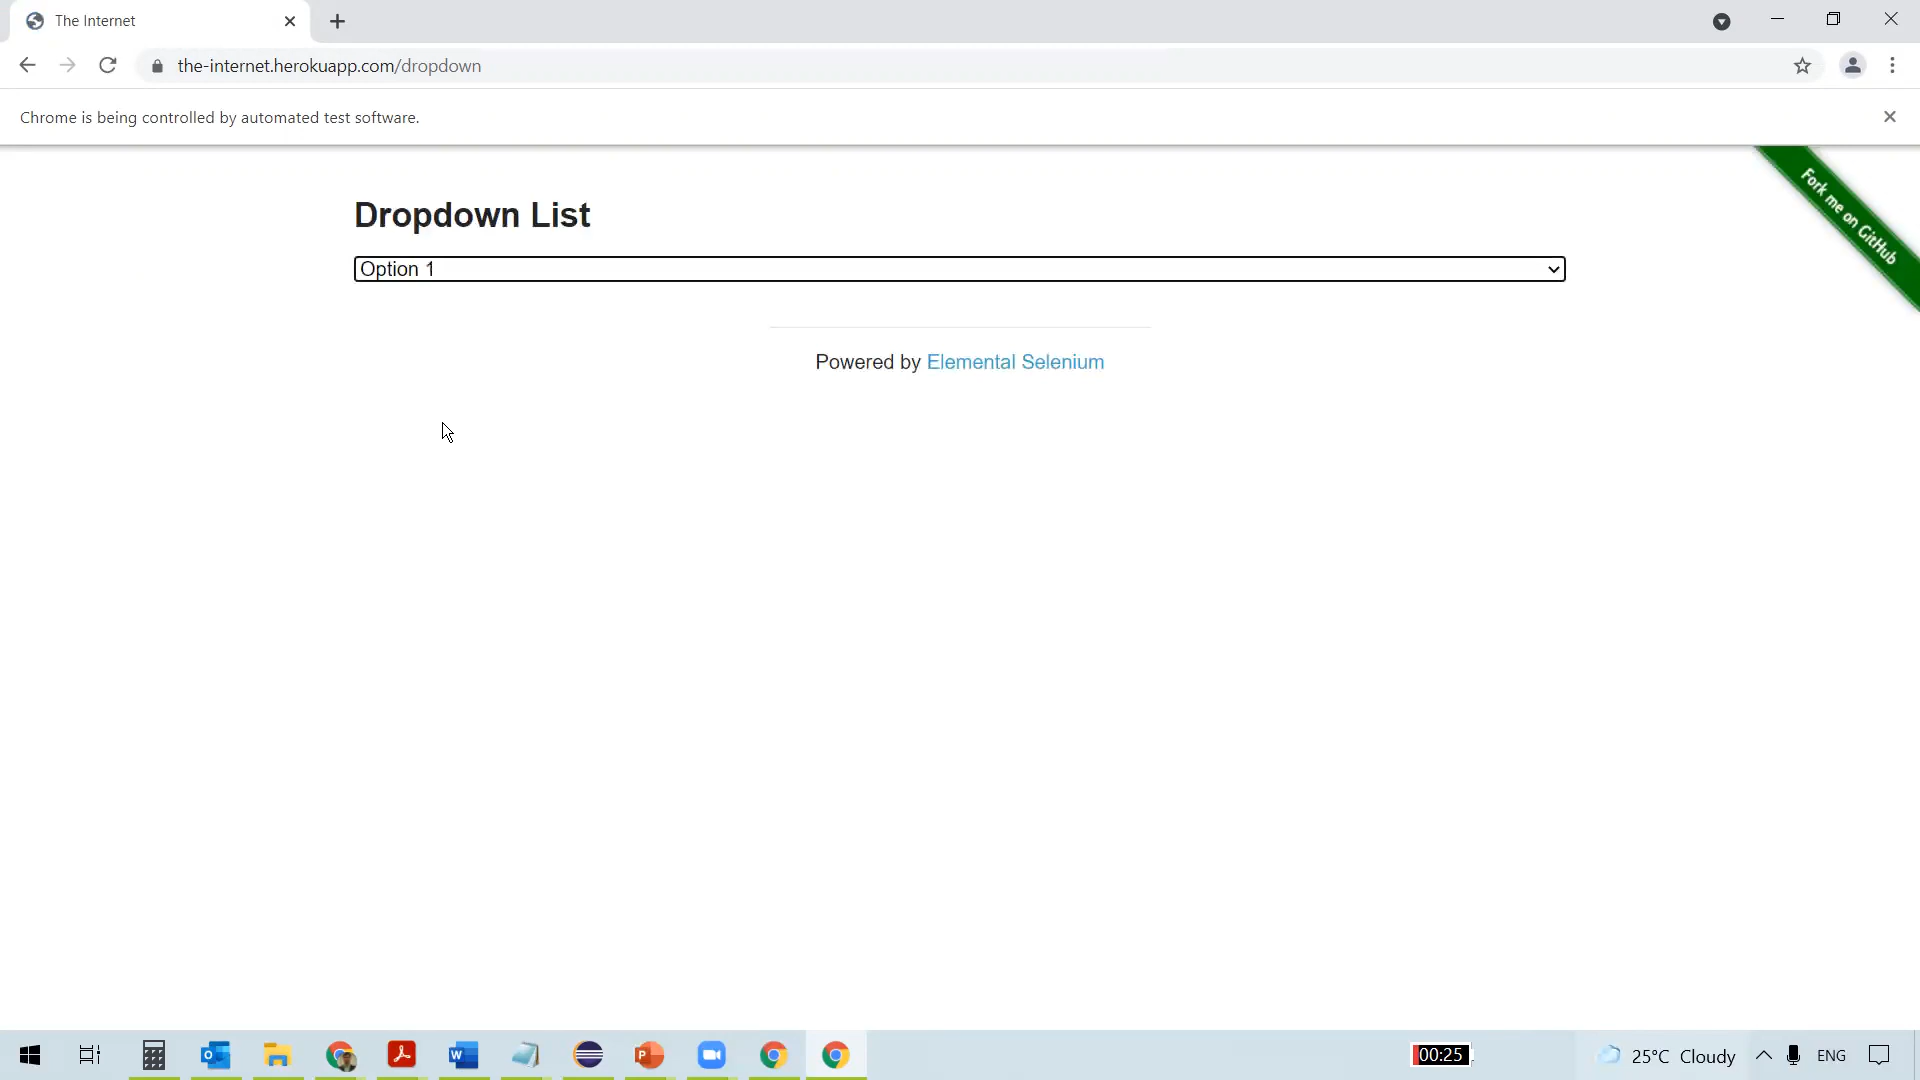 The Internet
the-internet.herokuapp.com/dropdown
Chrome is being controlled by automated test software.
Fork me on GitHub
Dropdown List
Option 1
Powered by Elemental Selenium
00:25
25°C Cloudy
ENG